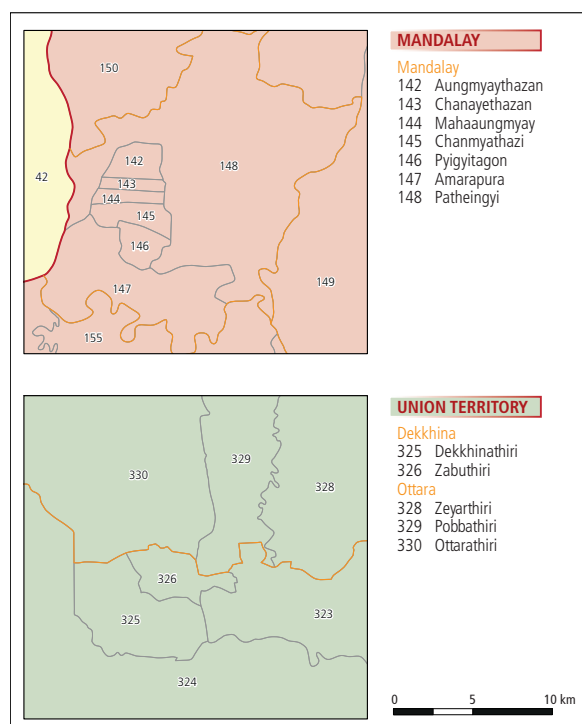 MANDALAY
Mandalay
142 Aungmyaythazan
143 Chanayethazan
144 Mahaaungmyay
145 Chanmyathazi
146 Pyigyitagon
147 Amarapura
148 Patheingyi
150
42
142
148
143
144
145
146
147
149
155
UNION TERRITORY
Dekkhina
325 Dekkhinathiri
326 Zabuthiri
Ottara
328 Zeyarthiri
329 Pobbathiri
330 Ottarathiri
329
330
328
326
325
323
324
0 5 10 km